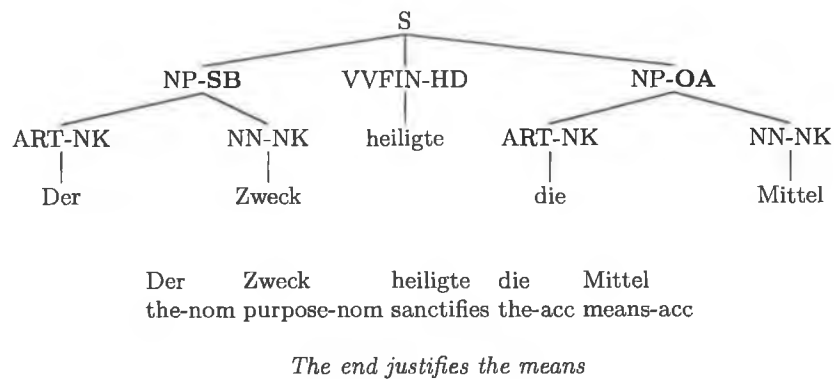 S
NP-SB VVFIN-HD NP-OA
ART-NK NN-NK heiligte ART-NK NN-NK
Der Zweck die Mittel
Der Zweck heiligte die Mittel
the-nom purpose-nom sanctifies the-acc means-acc
The end justifies the means